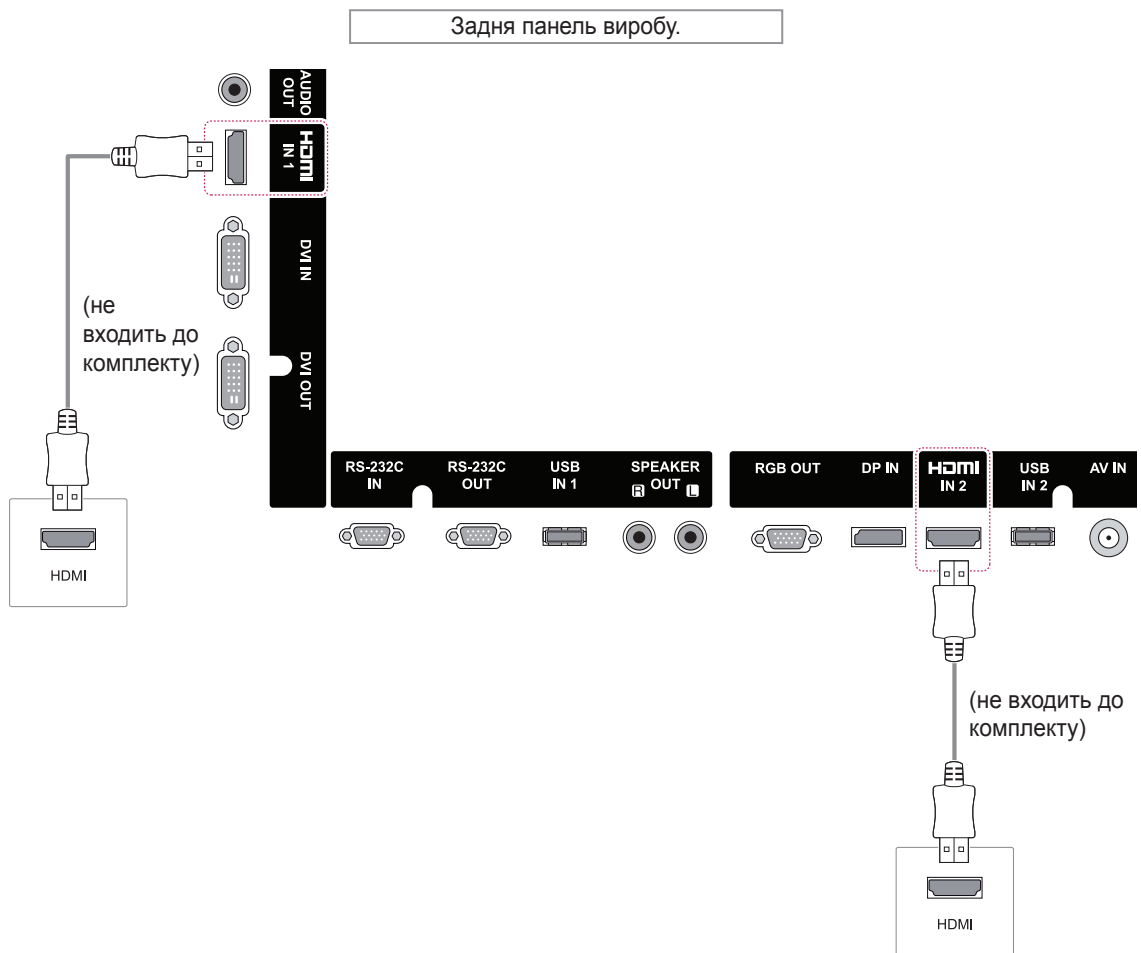 Задня панель виробу.
AUDIO
OUT
HDMI
IN 1
DVI IN
DVI OUT
(не
входить до
комплекту)
HDMI
RS-232C
IN
RS-232C
OUT
USB
IN 1
SPEAKER
R OUT L
RGB OUT
DP IN
HDMI
IN 2
USB
IN 2
AV IN
(не входить до
комплекту)
HDMI